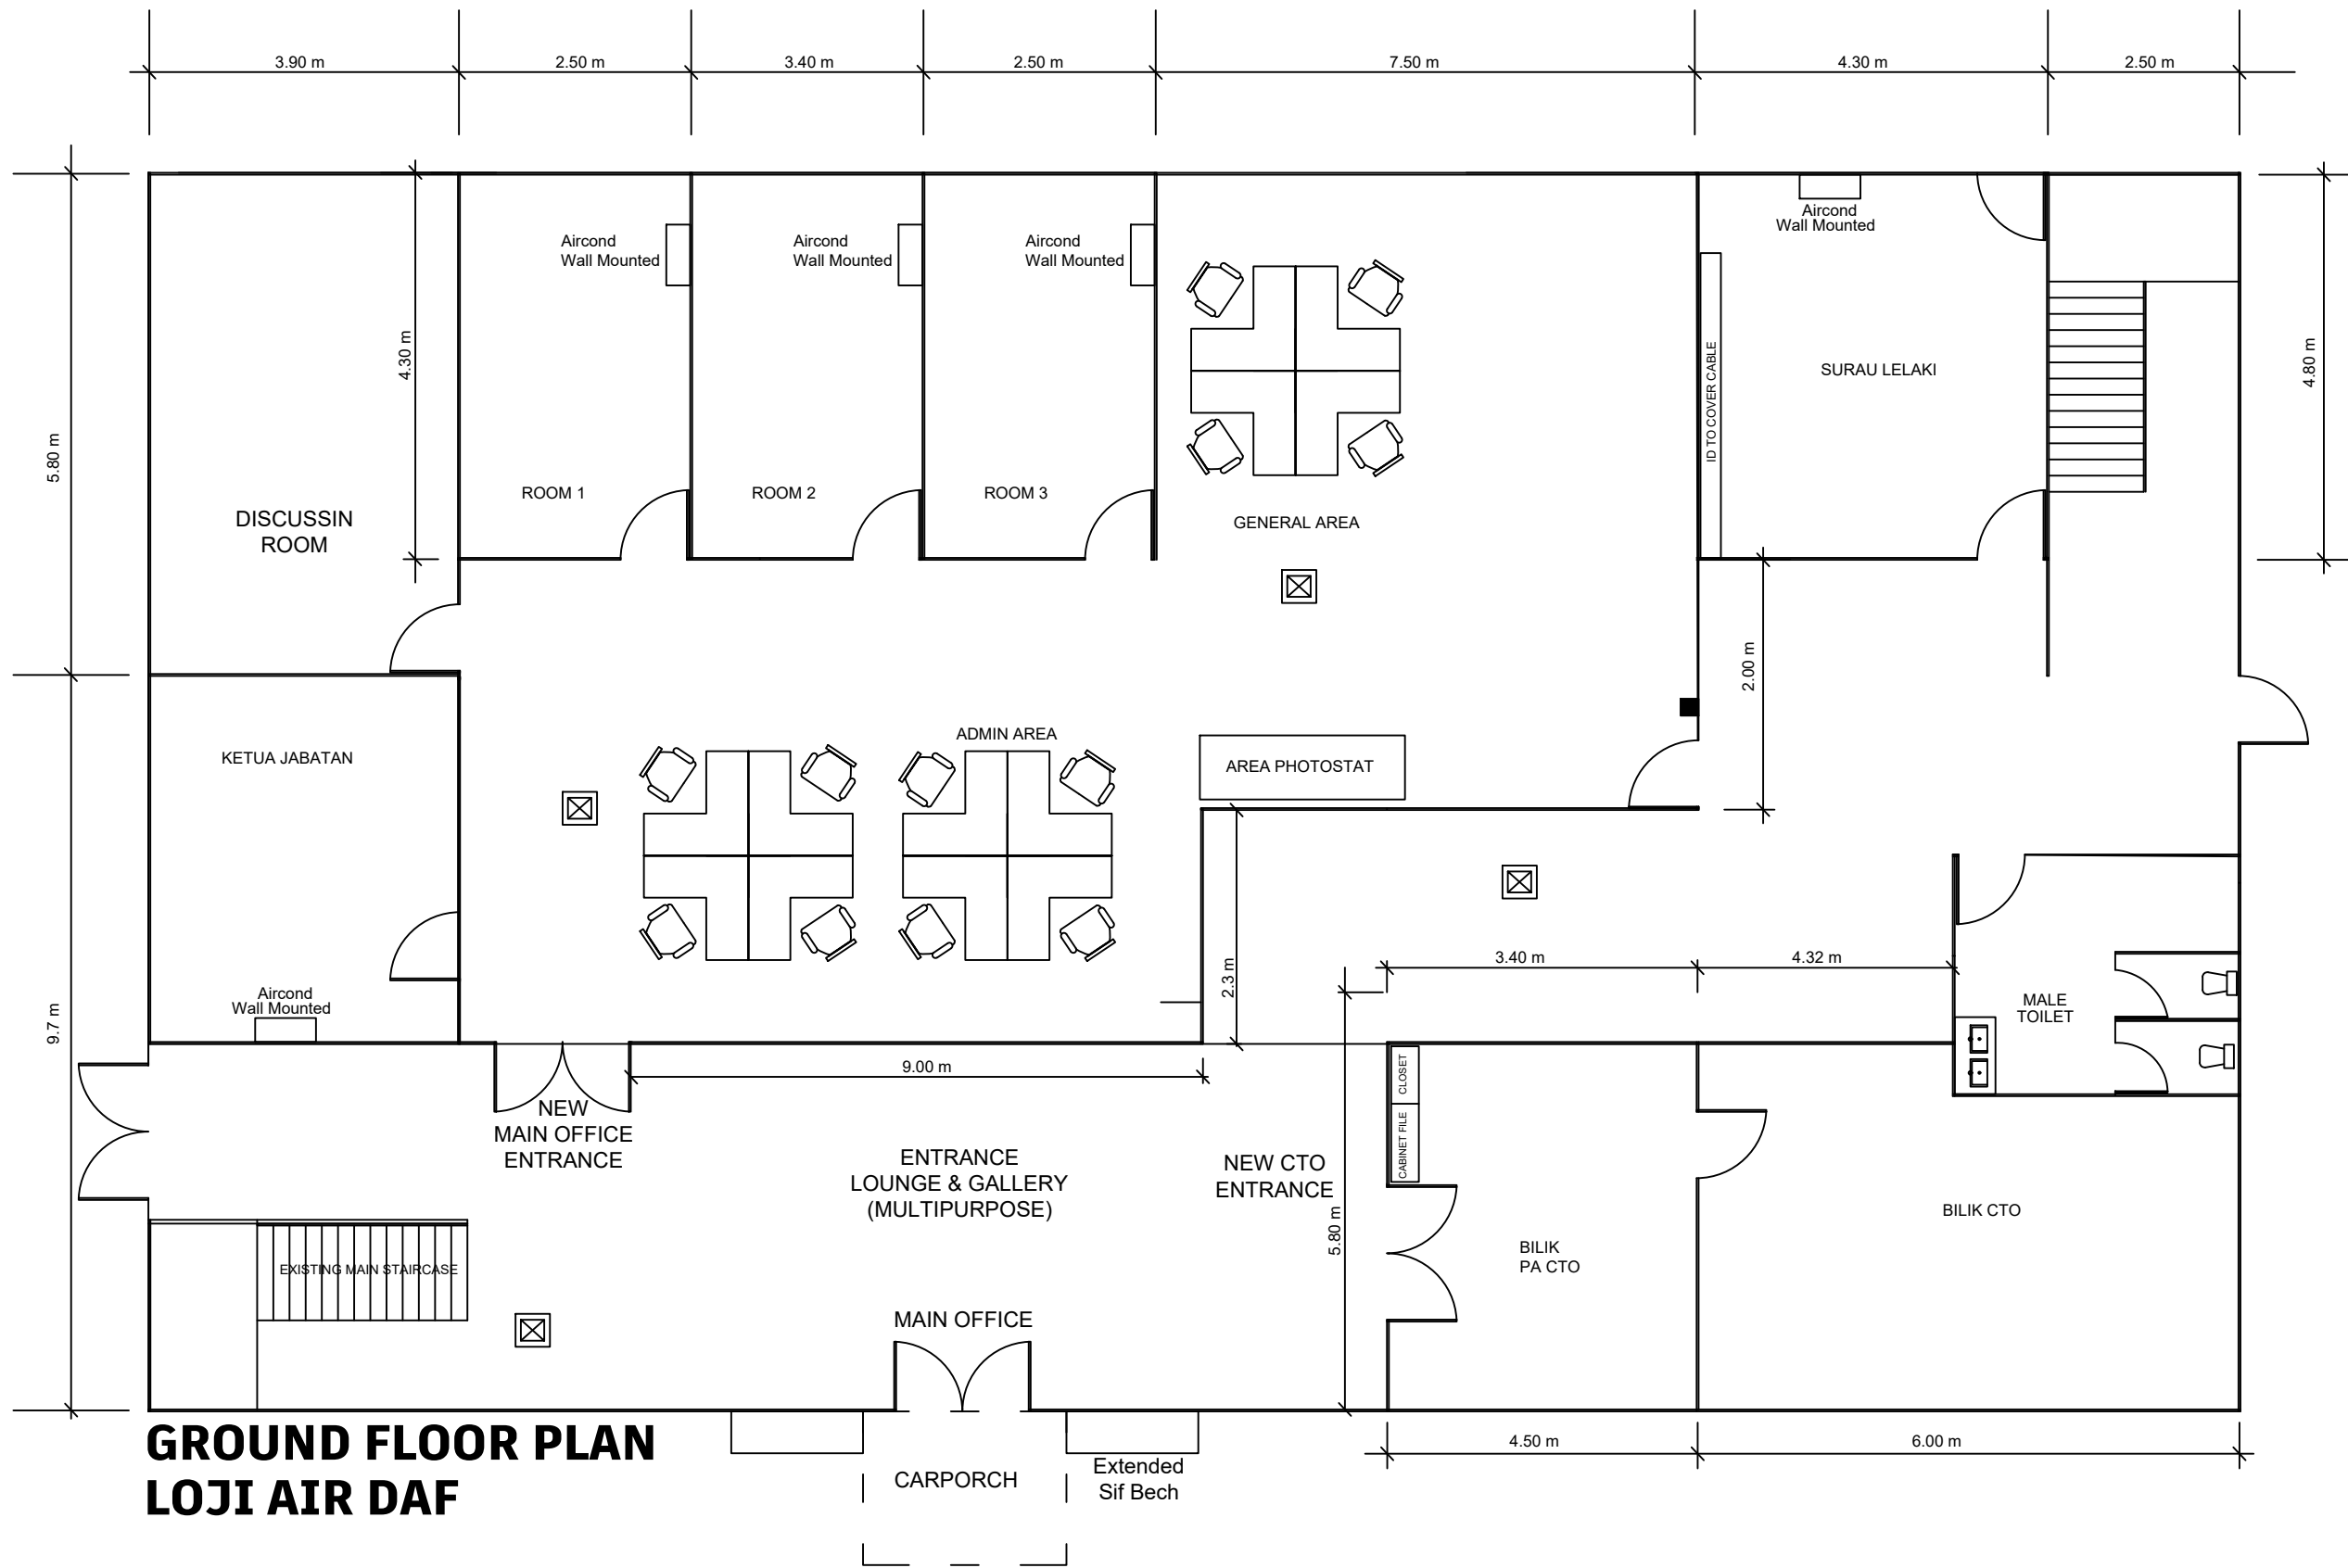 3.90 m
2.50 m
3.40 m
2.50 m
7.50 m
4.30 m
2.50 m
Aircond
Wall Mounted
Aircond
Wall Mounted
Aircond
Wall Mounted
Aircond
Wall Mounted
4.30 m
5.80 m
4.80 m
ID TO COVER CABLE
SURAU LELAKI
DISCUSSIN
ROOM
ROOM 1
ROOM 2
ROOM 3
GENERAL AREA
2.00 m
KETUA JABATAN
ADMIN AREA
AREA PHOTOSTAT
2.3 m
3.40 m
4.32 m
Aircond
Wall Mounted
MALE
TOILET
9.7 m
9.00 m
CLOSET
CABINET FILE
NEW
MAIN OFFICE
ENTRANCE
ENTRANCE
LOUNGE & GALLERY
(MULTIPURPOSE)
NEW CTO
ENTRANCE
5.80 m
BILIK
PA CTO
BILIK CTO
EXISTING MAIN STAIRCASE
MAIN OFFICE
4.50 m
6.00 m
GROUND FLOOR PLAN
LOJI AIR DAF
CARPORCH
Extended
Sif Bech